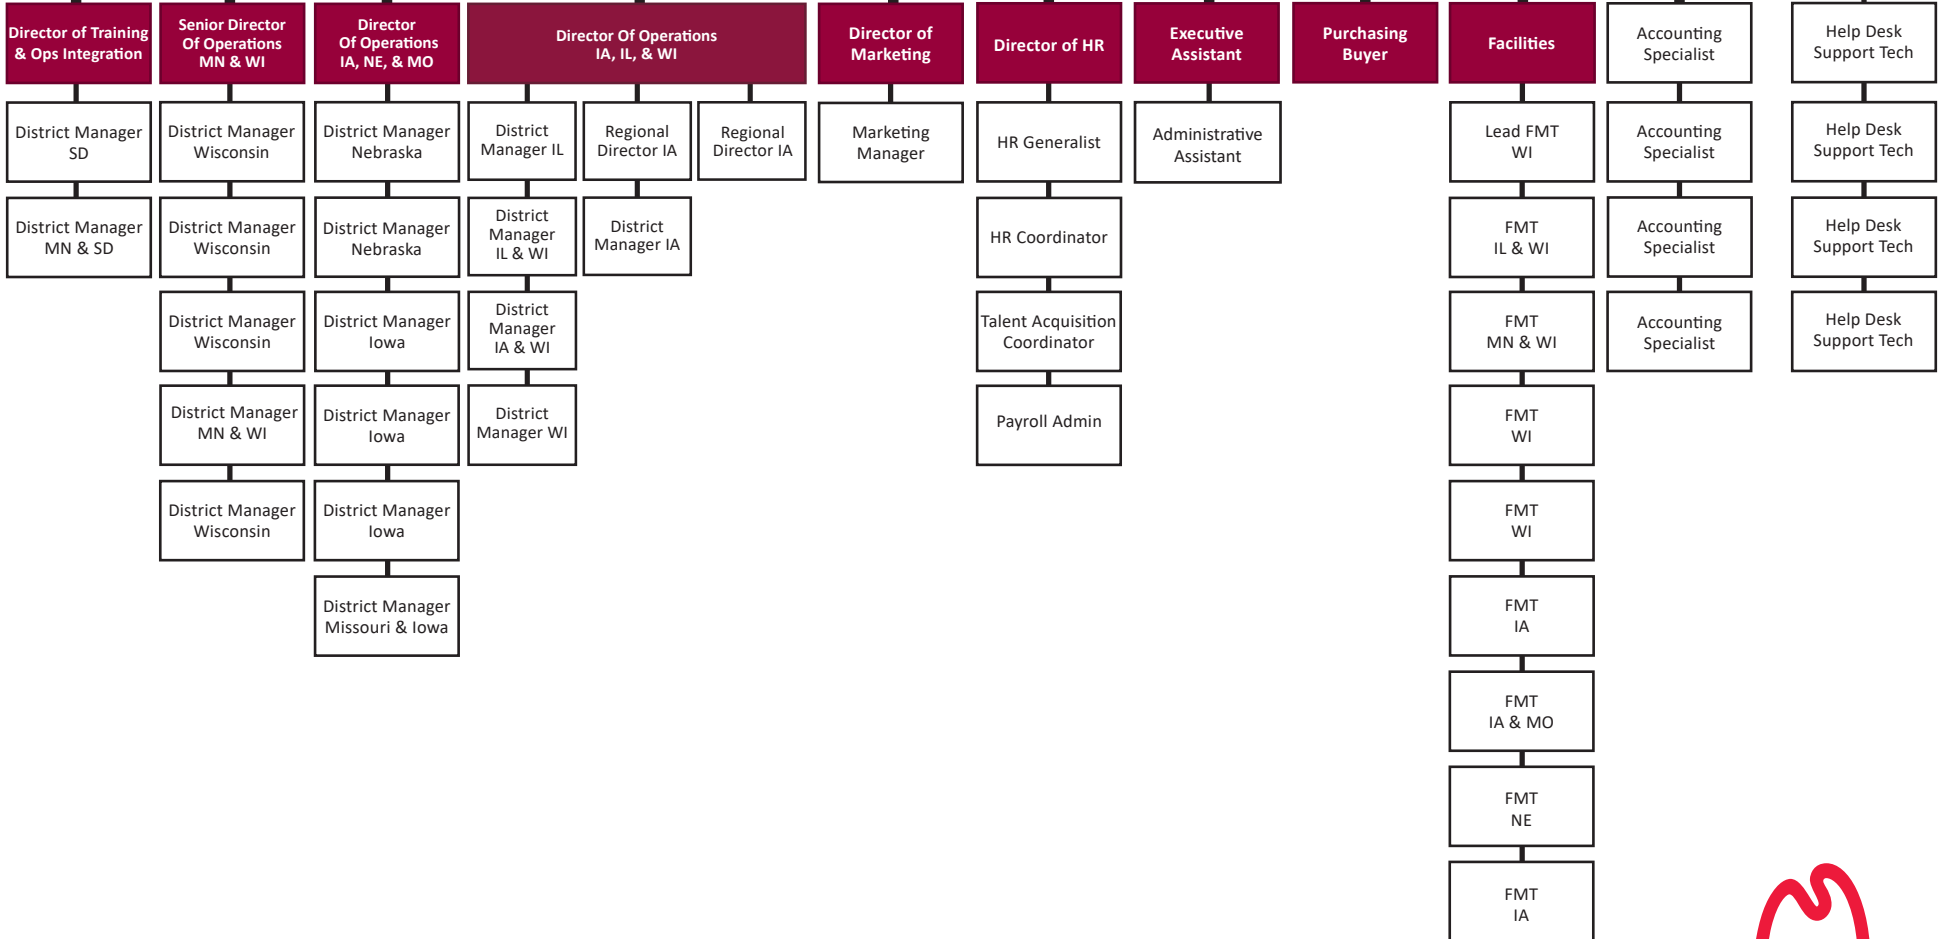 Director of Training
& Ops Integration
Senior Director
Of Operations
MN & WI
Director
Of Operations
IA, NE, & MO
Director Of Operations
IA, IL, & WI
Director of
Marketing
Director of HR
Executive
Assistant
Purchasing
Buyer
Facilities
Accounting
Specialist
Help Desk
Support Tech
District Manager
SD
District Manager
Wisconsin
District Manager
Nebraska
District
Manager IL
Regional
Director IA
Regional
Director IA
Marketing
Manager
HR Generalist
Administrative
Assistant
Lead FMT
WI
Accounting
Specialist
Help Desk
Support Tech
District Manager
MN & SD
District Manager
Wisconsin
District Manager
Nebraska
District
Manager
IL & WI
District
Manager IA
HR Coordinator
FMT
IL & WI
Accounting
Specialist
Help Desk
Support Tech
District Manager
Wisconsin
District Manager
Iowa
District
Manager
IA & WI
Talent Acquisition
Coordinator
FMT
MN & WI
Accounting
Specialist
Help Desk
Support Tech
District Manager
MN & WI
District Manager
Iowa
District
Manager WI
Payroll Admin
FMT
WI
District Manager
Wisconsin
District Manager
Iowa
FMT
WI
District Manager
Missouri & Iowa
FMT
IA
FMT
IA & MO
FMT
NE
FMT
IA